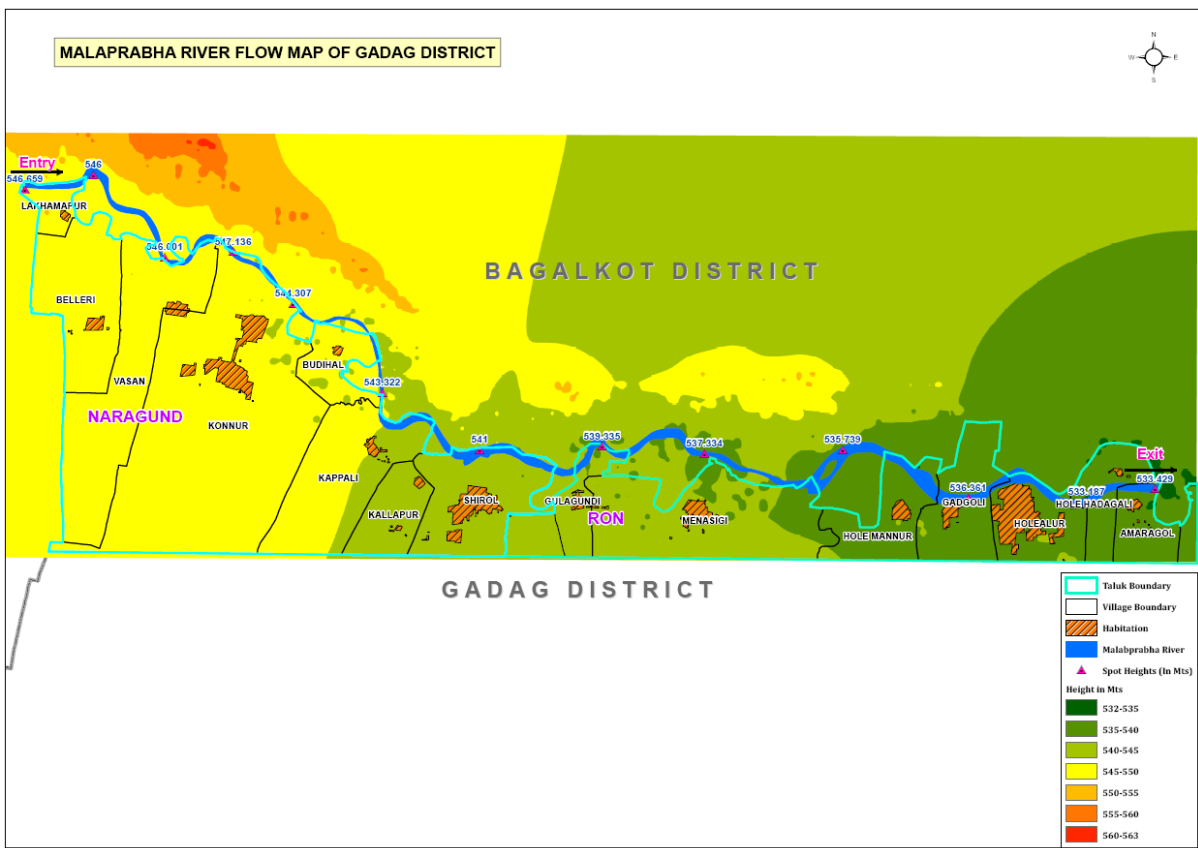 MALAPRABHA RIVER FLOW MAP OF GADAG DISTRICT
N
W
E
S
Entry
546.659
546
LAKHAMAPUR
546.001
547.136
BAGALKOT DISTRICT
544.307
BELLERI
BUDIHAL
VASAN
543.322
NARAGUND
KONNUR
541
539.335
537.334
535.739
KAPPALI
Exit
533.429
536.361
533.187
SHIROL
GULAGUNDI
GADGOLI
HOLE HADAGALI
KALLAPUR
RON
MENASIGI
HOLEALUR
HOLE MANNUR
AMARAGOL
GADAG DISTRICT
Taluk Boundary
Village Boundary
Habitation
Malabprabha River
Spot Heights (In Mts)
Height in Mts
532-535
535-540
540-545
545-550
550-555
555-560
560-563